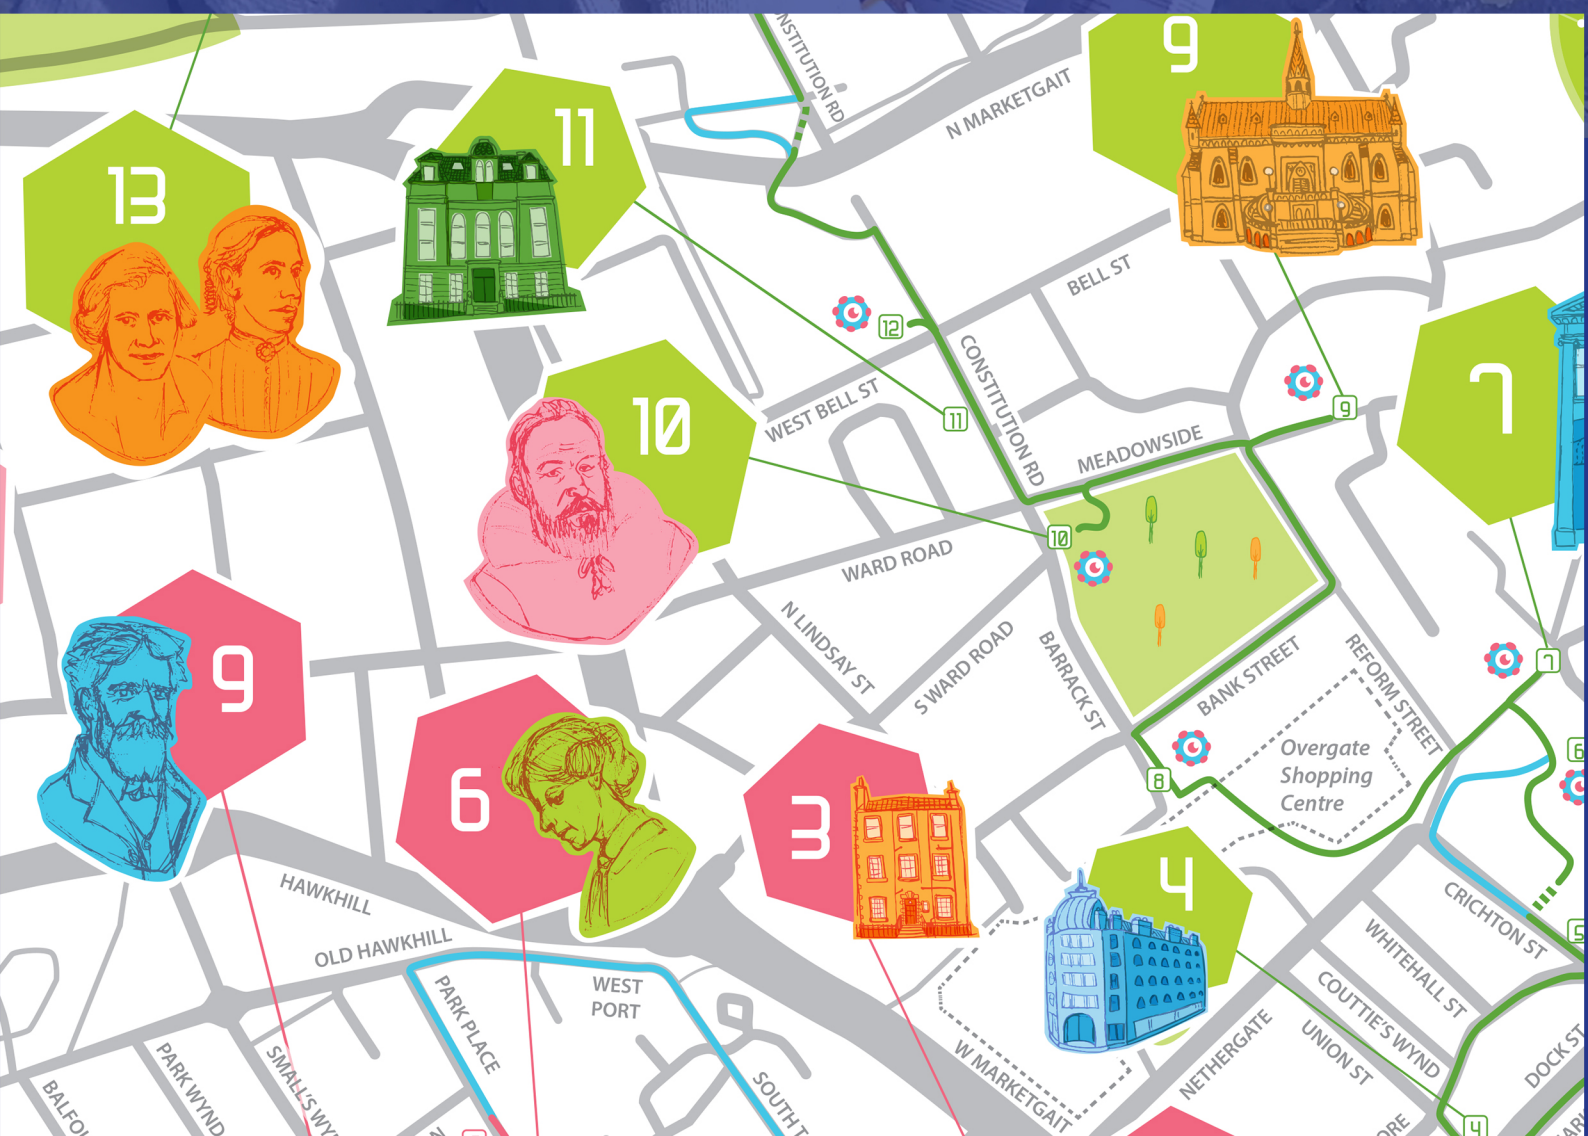 CONSTITUTION RD
N MARKETGAIT
9
11
13
BELL ST
12
CONSTITUTION RD
7
11
9
WEST BELL ST
10
MEADOWSIDE
10
WARD ROAD
N LINDSAY ST
S WARD ROAD
BARRACK ST
BANK STREET
REFORM STREET
7
9
Overgate
Shopping
Centre
8
6
6
3
4
HAWKHILL
OLD HAWKHILL
CRICHTON ST
WHITEHALL ST
5
WEST
PORT
PARK PLACE
COUTTIE'S WYND
NETHERGATE
UNION ST
DOCK ST
W MARKETGAIT
PARK WYND
4